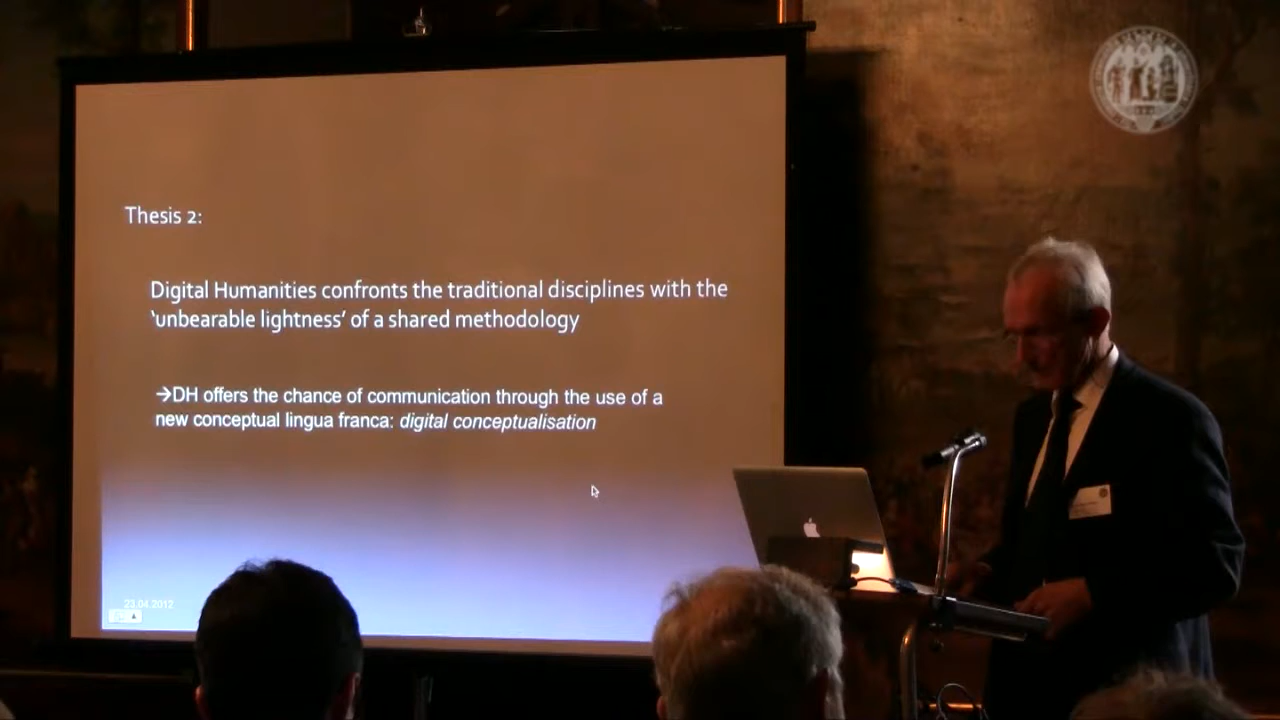 Thesis 2:
Digital Humanities confronts the traditional disciplines with the
‘unbearable lightness’ of a shared methodology
→DH offers the chance of communication through the use of a
new conceptual lingua franca: digital conceptualisation
23.04.2012